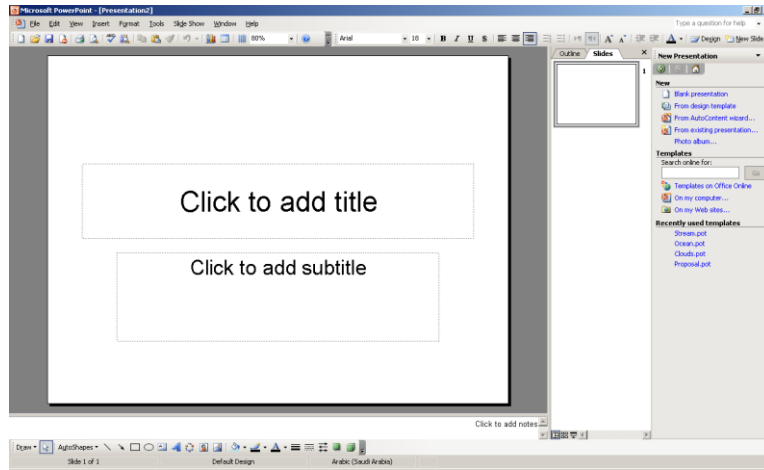 Microsoft PowerPoint - [Presentation2]
File Edit View Insert Format Tools Slide Show Window Help
Type a question for help
80% Arial 18 B I U S
Design New Slide
Outline Slides
New Presentation
1
New
Blank presentation
From design template
From AutoContent wizard...
From existing presentation...
Photo album...
Templates
Search online for:
Go
Templates on Office Online
On my computer...
On my Web sites...
Recently used templates
Stream.pot
Ocean.pot
Clouds.pot
Proposal.pot
Click to add title
Click to add subtitle
Click to add notes
Draw AutoShapes
Slide 1 of 1 Default Design Arabic (Saudi Arabia)